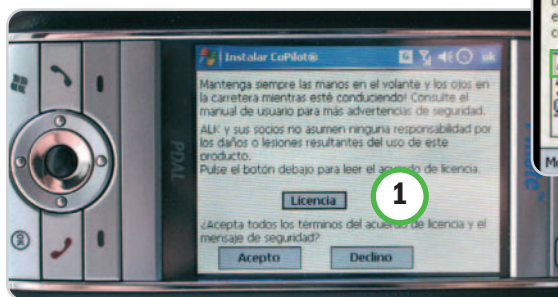 Instalar CoPilot® ok
Mantenga siempre las manos en el volante y los ojos en
la carretera mientras esté conduciendo! Consulte el
manual de usuario para más advertencias de seguridad.
ALK y sus socios no asumen ninguna responsabilidad por
los daños o lesiones resultantes del uso de este
producto.
Pulse el botón debajo para leer el acuerdo de licencia.
Licencia
1
¿Acepta todos los términos del acuerdo de licencia y el
mensaje de seguridad?
Acepto Declino